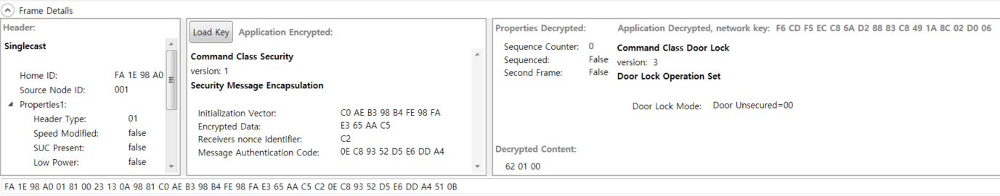 Frame Details
Header:
Singlecast
Home ID: FA 1E 98 A0
Source Node ID: 001
Properties1:
Header Type: 01
Speed Modified: false
SUC Present: false
Low Power: false
Load Key Application Encrypted:
Command Class Security
version: 1
Security Message Encapsulation
Initialization Vector: C0 AE B3 98 B4 FE 98 FA
Encrypted Data: E3 65 AA C5
Receivers nonce Identifier: C2
Message Authentication Code: 0E C8 93 52 D5 E6 DD A4
Properties Decrypted: Application Decrypted, network key: F6 CD F5 EC C8 6A D2 88 83 C8 49 1A 8C 02 D0 06
Sequence Counter: 0
Sequenced: False
Second Frame: False
Command Class Door Lock
version: 3
Door Lock Operation Set
Door Lock Mode: Door Unsecured=00
Decrypted Content:
62 01 00
FA 1E 98 A0 01 81 00 23 13 0A 98 81 C0 AE B3 98 B4 FE 98 FA E3 65 AA C5 C2 0E C8 93 52 D5 E6 DD A4 51 0B